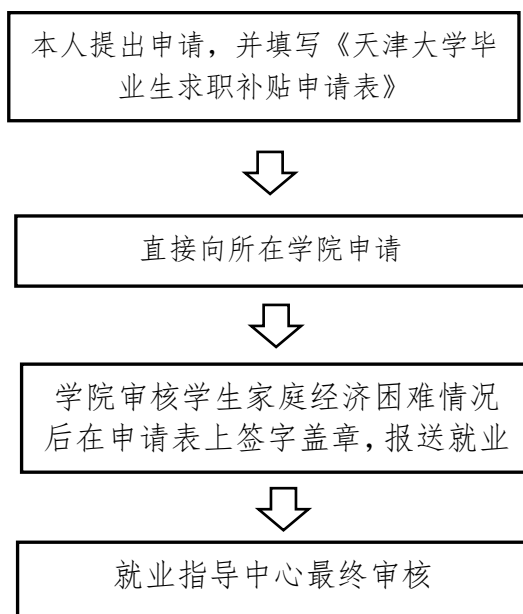 本人提出申请，并填写《天津大学毕
业生求职补贴申请表》
直接向所在学院申请
学院审核学生家庭经济困难情况
后在申请表上签字盖章，报送就业
就业指导中心最终审核